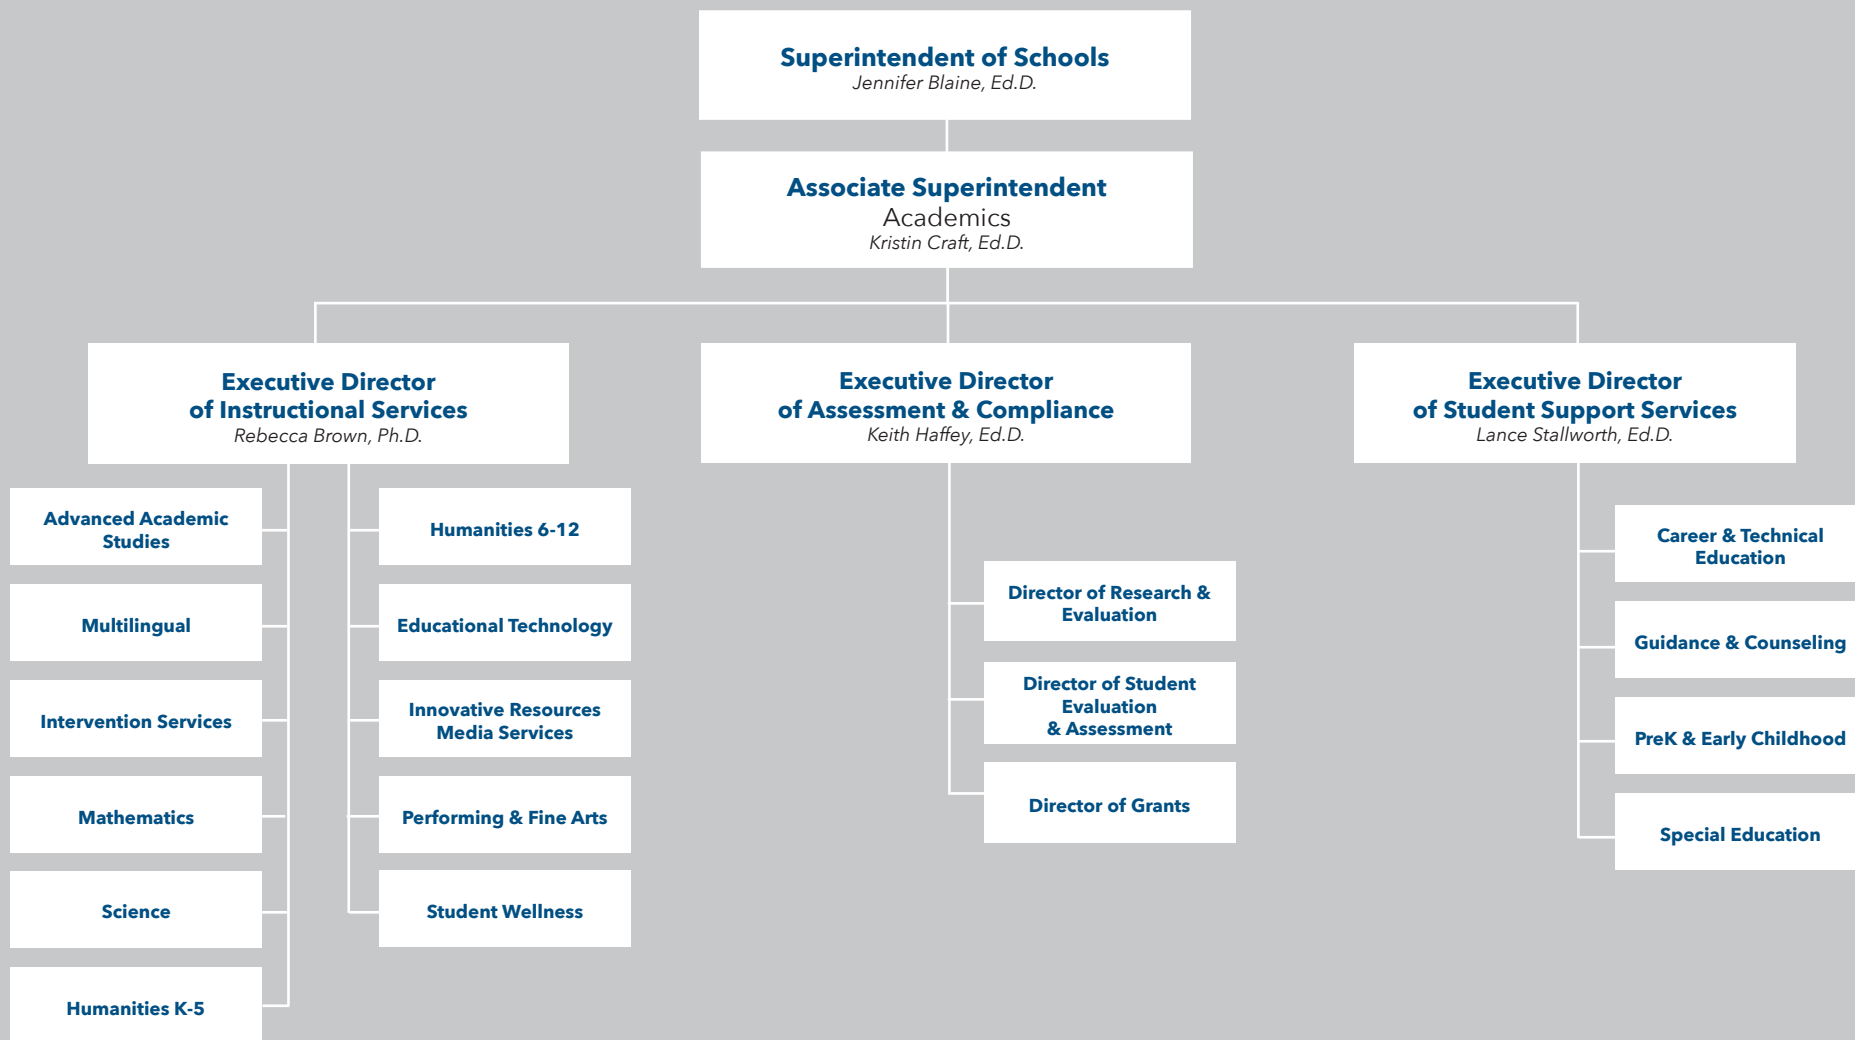 Superintendent of Schools
Jennifer Blaine, Ed.D.
Associate Superintendent
Academics
Kristin Craft, Ed.D.
Executive Director
of Instructional Services
Rebecca Brown, Ph.D.
Executive Director
of Assessment & Compliance
Keith Haffey, Ed.D.
Executive Director
of Student Support Services
Lance Stallworth, Ed.D.
Advanced Academic
Studies
Multilingual
Intervention Services
Mathematics
Science
Humanities K-5
Humanities 6-12
Educational Technology
Innovative Resources
Media Services
Performing & Fine Arts
Student Wellness
Director of Research &
Evaluation
Director of Student
Evaluation
& Assessment
Director of Grants
Career & Technical
Education
Guidance & Counseling
PreK & Early Childhood
Special Education